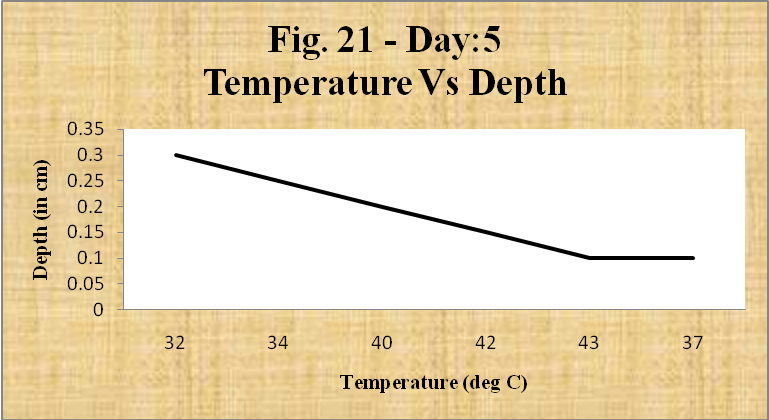 Fig. 21 - Day:5
Temperature Vs Depth
Depth (in cm)
0.35
0.3
0.25
0.2
0.15
0.1
0.05
0
32 34 40 42 43 37
Temperature (deg C)